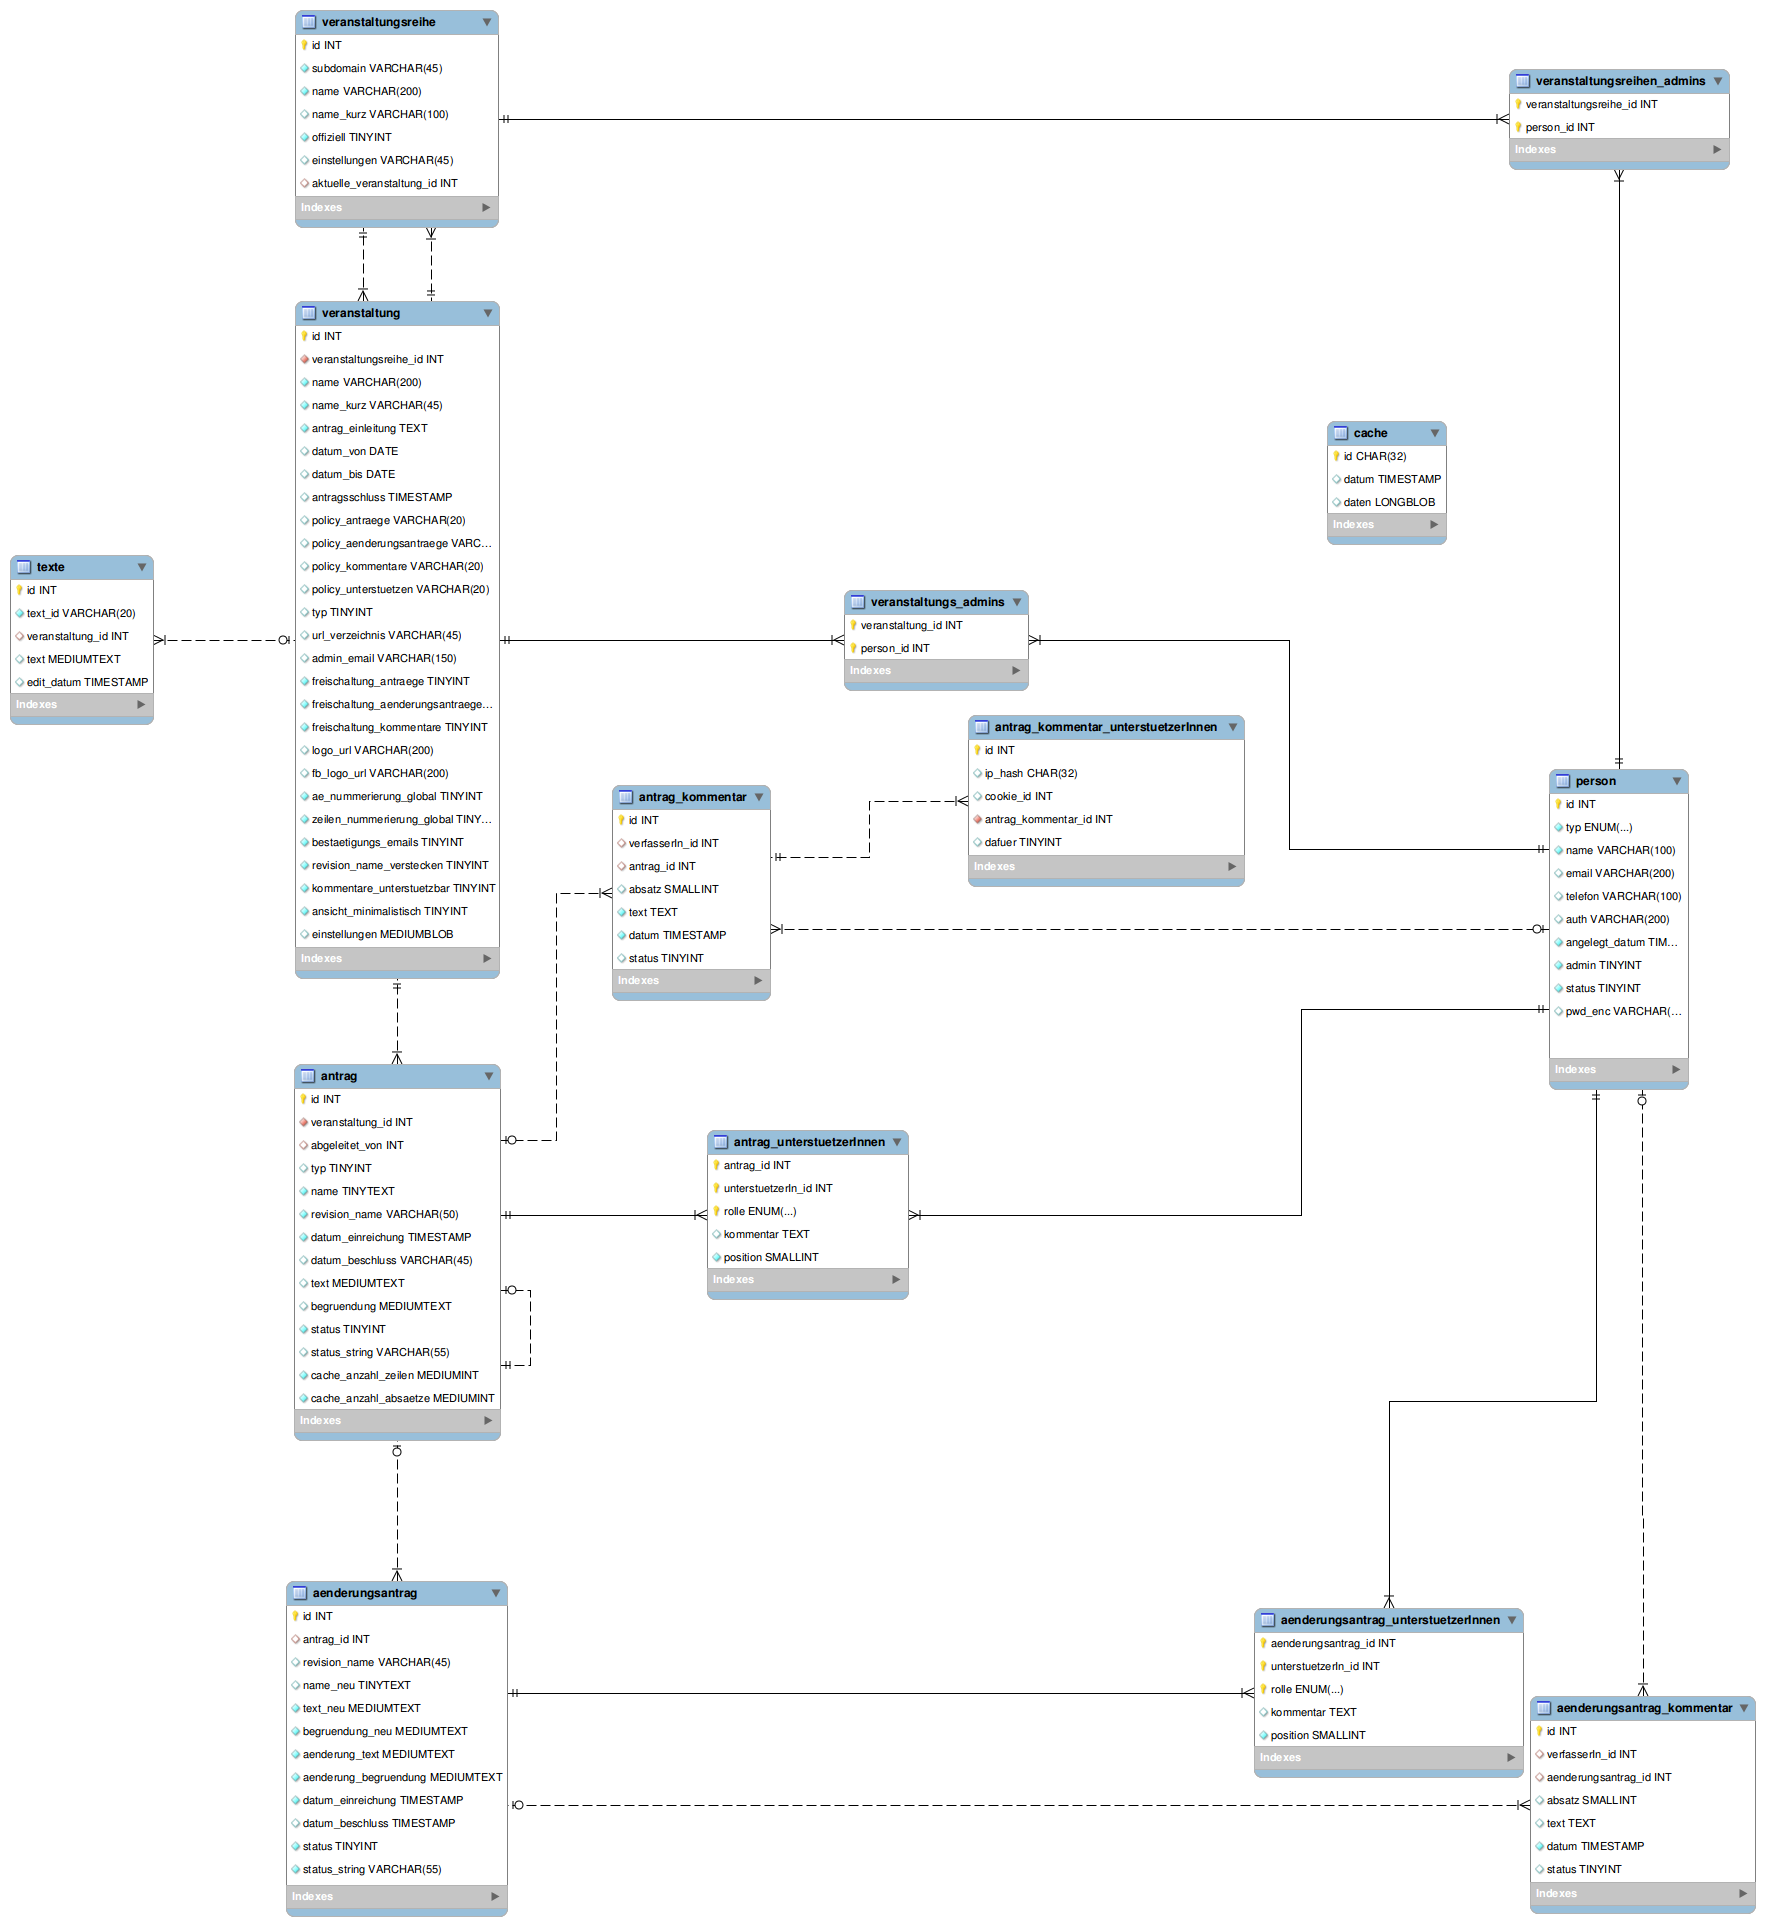 veranstaltungsreihe
id INT
subdomain VARCHAR(45)
name VARCHAR(200)
name_kurz VARCHAR(100)
offiziell TINYINT
einstellungen VARCHAR(45)
aktuelle_veranstaltung_id INT
Indexes
veranstaltungsreihen_admins
veranstaltungsreihe_id INT
person_id INT
Indexes
veranstaltung
id INT
veranstaltungsreihe_id INT
name VARCHAR(200)
name_kurz VARCHAR(45)
antrag_einleitung TEXT
datum_von DATE
datum_bis DATE
antragsschluss TIMESTAMP
policy_antraege VARCHAR(20)
policy_aenderungsantraege VARC...
policy_kommentare VARCHAR(20)
policy_unterstuetzen VARCHAR(20)
typ TINYINT
url_verzeichnis VARCHAR(45)
admin_email VARCHAR(150)
freischaltung_antraege TINYINT
freischaltung_aenderungsantraege...
freischaltung_kommentare TINYINT
logo_url VARCHAR(200)
fb_logo_url VARCHAR(200)
ae_nummerierung_global TINYINT
zeilen_nummerierung_global TINY...
bestaetigungs_emails TINYINT
revision_name_verstecken TINYINT
kommentare_unterstuetzbar TINYINT
ansicht_minimalistisch TINYINT
einstellungen MEDIUMBLOB
Indexes
cache
id CHAR(32)
datum TIMESTAMP
daten LONGBLOB
Indexes
texte
id INT
text_id VARCHAR(20)
veranstaltung_id INT
text MEDIUMTEXT
edit_datum TIMESTAMP
Indexes
veranstaltungs_admins
veranstaltung_id INT
person_id INT
Indexes
antrag_kommentar_unterstuetzerInnen
id INT
ip_hash CHAR(32)
cookie_id INT
antrag_kommentar_id INT
dafuer TINYINT
Indexes
antrag_kommentar
id INT
verfasserIn_id INT
antrag_id INT
absatz SMALLINT
text TEXT
datum TIMESTAMP
status TINYINT
Indexes
person
id INT
typ ENUM(...)
name VARCHAR(100)
email VARCHAR(200)
telefon VARCHAR(100)
auth VARCHAR(200)
angelegt_datum TIM...
admin TINYINT
status TINYINT
pwd_enc VARCHAR(...
Indexes
antrag
id INT
veranstaltung_id INT
abgeleitet_von INT
typ TINYINT
name TINYTEXT
revision_name VARCHAR(50)
datum_einreichung TIMESTAMP
datum_beschluss VARCHAR(45)
text MEDIUMTEXT
begruendung MEDIUMTEXT
status TINYINT
status_string VARCHAR(55)
cache_anzahl_zeilen MEDIUMINT
cache_anzahl_absaetze MEDIUMINT
Indexes
antrag_unterstuetzerInnen
antrag_id INT
unterstuetzerIn_id INT
rolle ENUM(...)
kommentar TEXT
position SMALLINT
Indexes
aenderungsantrag
id INT
antrag_id INT
revision_name VARCHAR(45)
name_neu TINYTEXT
text_neu MEDIUMTEXT
begruendung_neu MEDIUMTEXT
aenderung_text MEDIUMTEXT
aenderung_begruendung MEDIUMTEXT
datum_einreichung TIMESTAMP
datum_beschluss TIMESTAMP
status TINYINT
status_string VARCHAR(55)
Indexes
aenderungsantrag_unterstuetzerInnen
aenderungsantrag_id INT
unterstuetzerIn_id INT
rolle ENUM(...)
kommentar TEXT
position SMALLINT
Indexes
aenderungsantrag_kommentar
id INT
verfasserIn_id INT
aenderungsantrag_id INT
absatz SMALLINT
text TEXT
datum TIMESTAMP
status TINYINT
Indexes